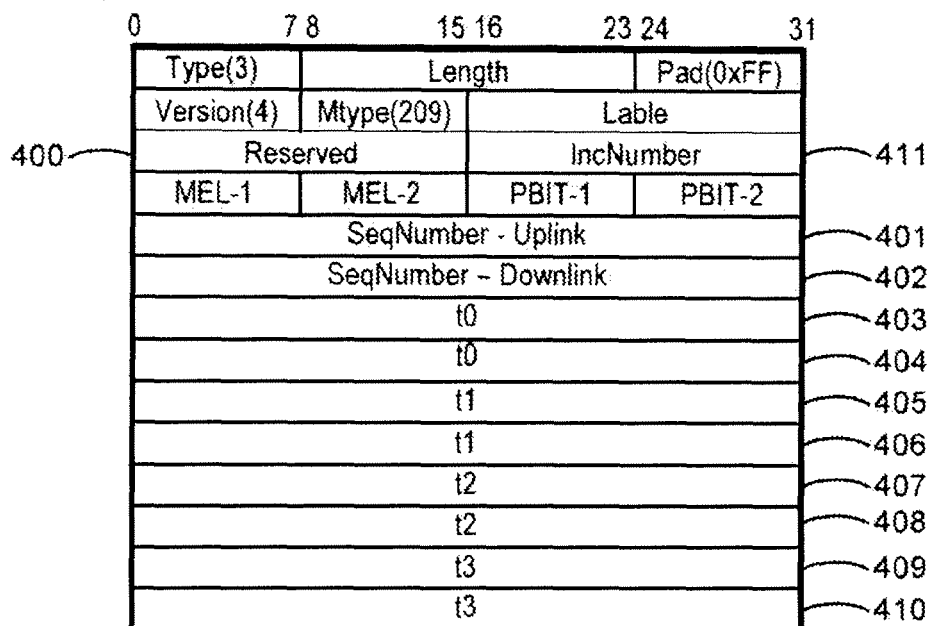 0 7 8 15 16 23 24 31
Type(3) Length Pad(0xFF)
Version(4) Mtype(209) Lable
400 Reserved IncNumber 411
MEL-1 MEL-2 PBIT-1 PBIT-2
SeqNumber - Uplink 401
SeqNumber – Downlink 402
t0 403
t0 404
t1 405
t1 406
t2 407
t2 408
t3 409
t3 410